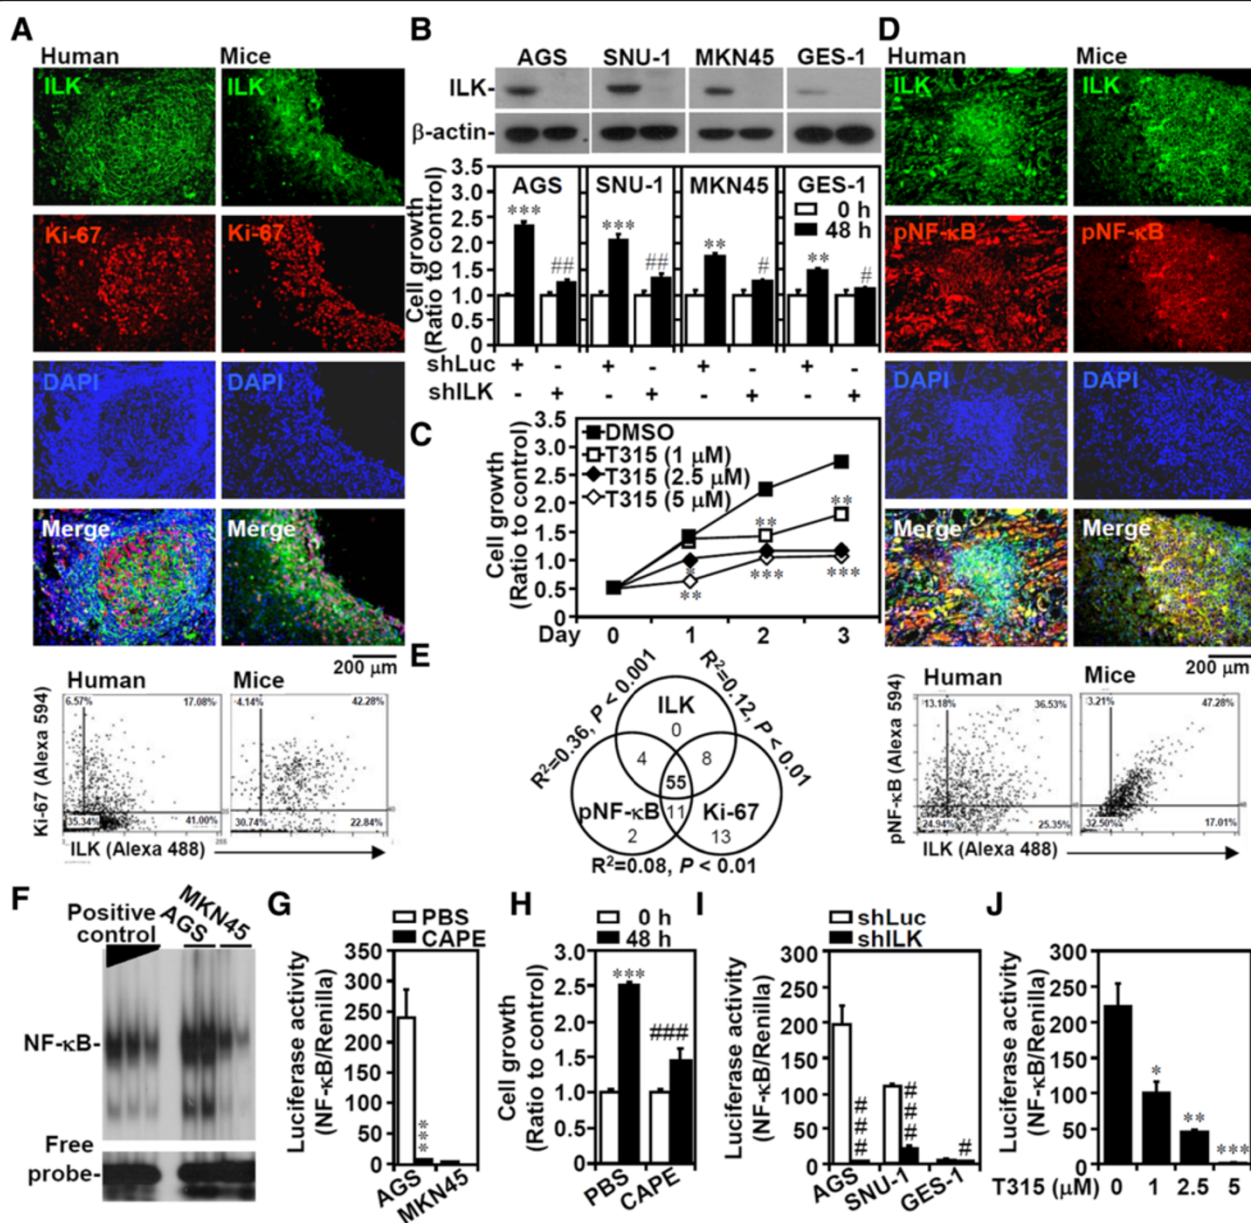 A
Human
Mice
ILK
ILK
Ki-67
Ki-67
DAPI
DAPI
Merge
Merge
200 µm
Human
Mice
6.57%
17.08%
4.14%
42.28%
35.34%
41.00%
30.74%
22.84%
Ki-67 (Alexa 594)
ILK (Alexa 488)
B
AGS
SNU-1
MKN45
GES-1
ILK-
β-actin-
Cell growth
(Ratio to control)
3.5
3.0
2.5
2.0
1.5
1.0
0.5
0
AGS
SNU-1
MKN45
GES-1
0 h
48 h
***
##
***
##
**
#
**
#
shLuc + - + - + - + -
shILK - + - + - + - +
C
Cell growth
(Ratio to control)
3.5
3.0
2.5
2.0
1.5
1.0
0.5
0
DMSO
T315 (1 µM)
T315 (2.5 µM)
T315 (5 µM)
**
**
*
**
***
***
Day 0 1 2 3
D
Human
Mice
ILK
ILK
pNF-κB
pNF-κB
DAPI
DAPI
Merge
Merge
200 µm
Human
Mice
13.18%
36.53%
3.21%
47.28%
24.94%
25.35%
32.50%
17.01%
pNF-κB (Alexa 594)
ILK (Alexa 488)
E
R²=0.36, P < 0.001
R²=0.12, P < 0.01
ILK
0
4
8
55
pNF-κB
11
Ki-67
2
13
R²=0.08, P < 0.01
F
Positive
control
AGS
MKN45
NF-κB-
Free
probe-
G
PBS
CAPE
Luciferase activity
(NF-κB/Renilla)
350
300
250
200
150
100
50
0
***
AGS
MKN45
H
0 h
48 h
Cell growth
(Ratio to control)
3.0
2.5
2.0
1.5
1.0
0.5
0
***
###
PBS
CAPE
I
shLuc
shILK
Luciferase activity
(NF-κB/Renilla)
300
250
200
150
100
50
0
###
###
#
AGS
SNU-1
GES-1
J
Luciferase activity
(NF-κB/Renilla)
300
250
200
150
100
50
0
*
**
***
T315 (µM) 0 1 2.5 5